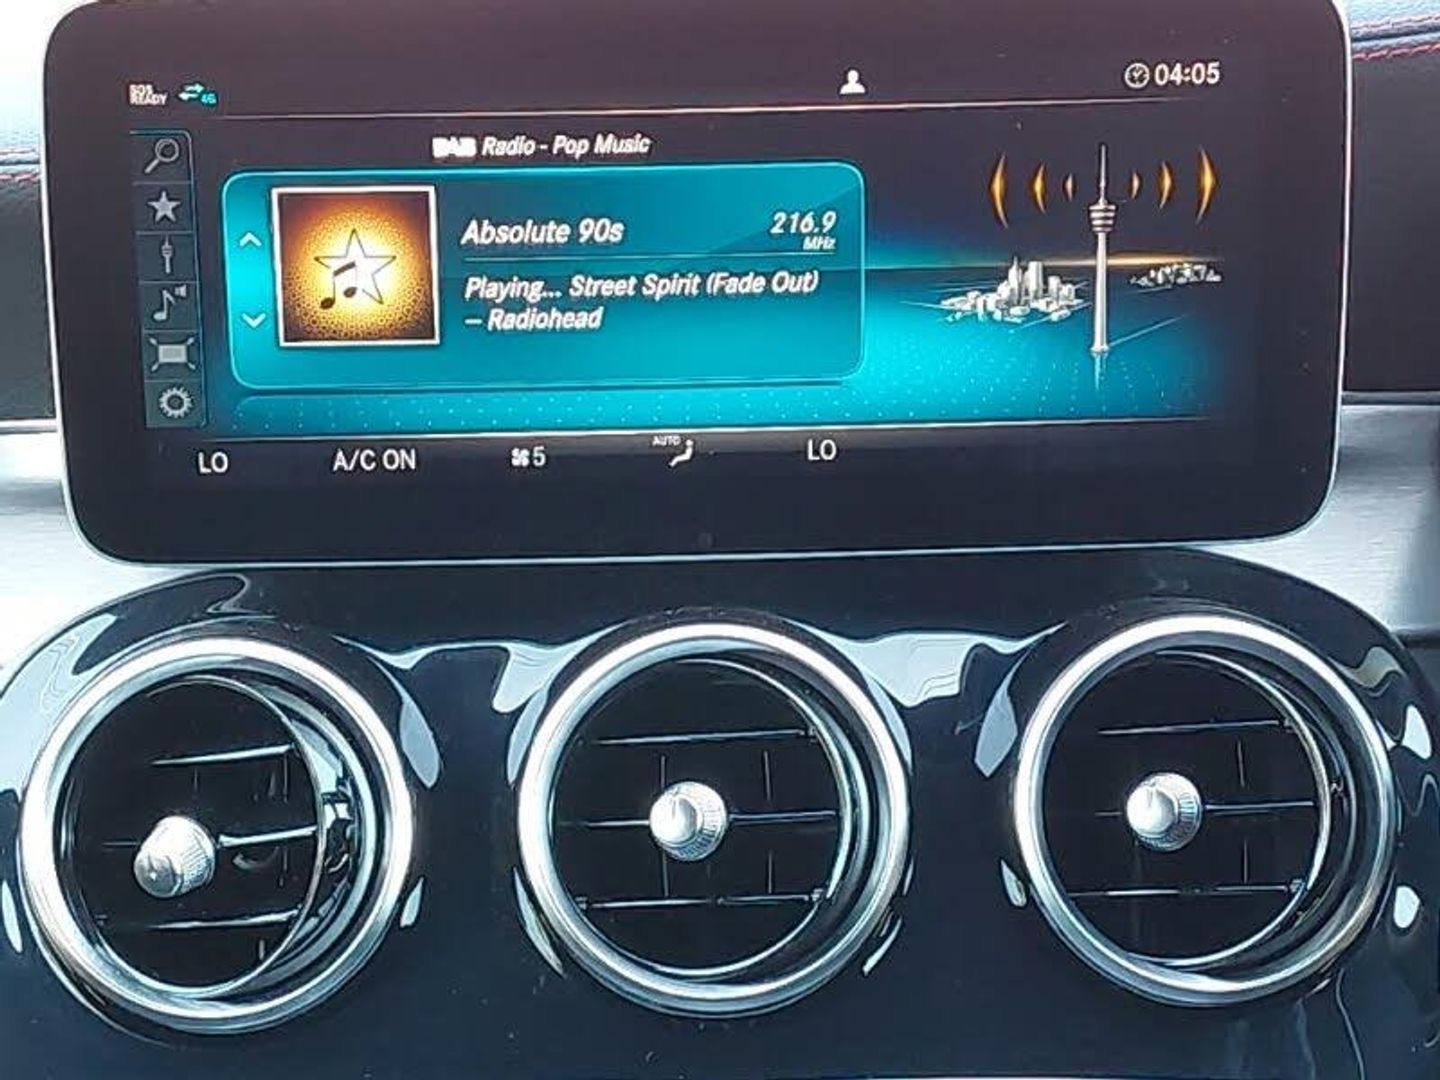 SOS READY 4G 04:05
DAB Radio - Pop Music
Absolute 90s 216.9 MHz
Playing... Street Spirit (Fade Out)
– Radiohead
LO A/C ON 5 AUTO LO